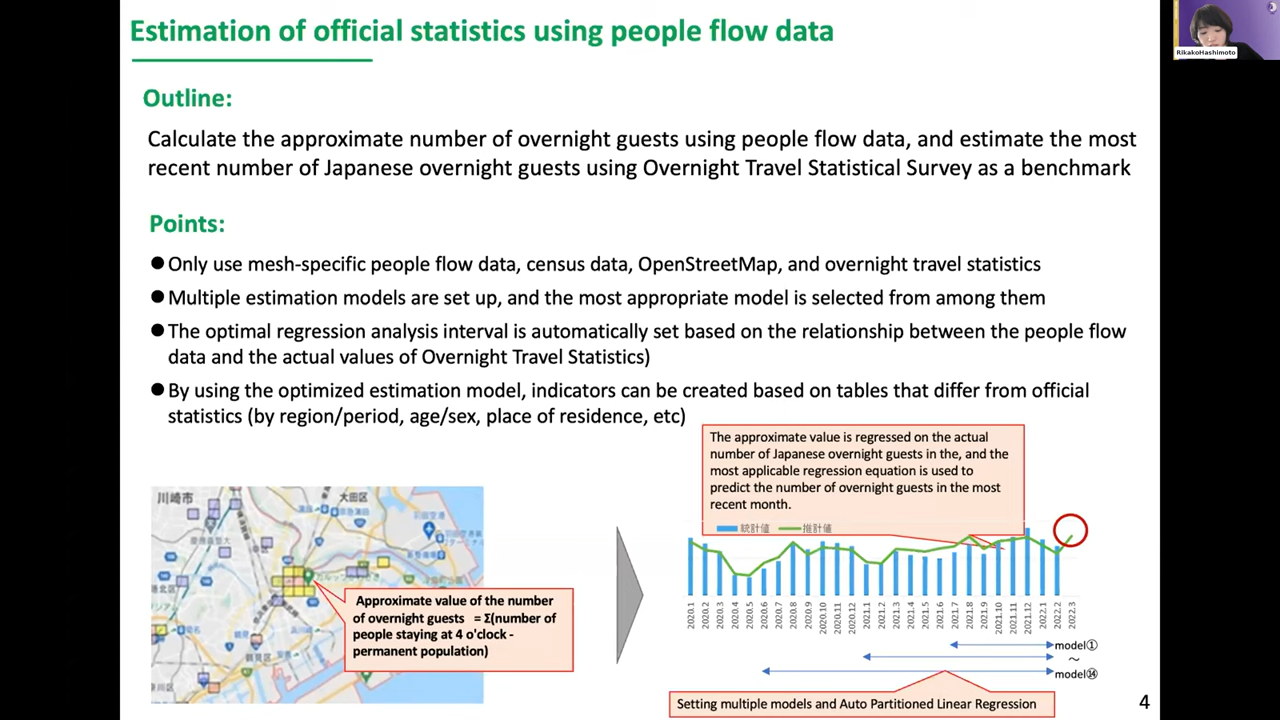 Estimation of official statistics using people flow data
RikakoHashimoto
Outline:
Calculate the approximate number of overnight guests using people flow data, and estimate the most
recent number of Japanese overnight guests using Overnight Travel Statistical Survey as a benchmark
Points:
●Only use mesh-specific people flow data, census data, OpenStreetMap, and overnight travel statistics
●Multiple estimation models are set up, and the most appropriate model is selected from among them
●The optimal regression analysis interval is automatically set based on the relationship between the people flow
data and the actual values of Overnight Travel Statistics)
●By using the optimized estimation model, indicators can be created based on tables that differ from official
statistics (by region/period, age/sex, place of residence, etc)
The approximate value is regressed on the actual
number of Japanese overnight guests in the, and the
most applicable regression equation is used to
predict the number of overnight guests in the most
recent month.
川崎市
大田区
鶴見区
Approximate value of the number
of overnight guests = Σ(number of
people staying at 4 o'clock -
permanent population)
統計値 推計値
2020.1 2020.2 2020.3 2020.4 2020.5 2020.6 2020.7 2020.8 2020.9 2020.10 2020.11 2020.12 2021.1 2021.2 2021.3 2021.4 2021.5 2021.6 2021.7 2021.8 2021.9 2021.10 2021.11 2021.12 2022.1 2022.2 2022.3
model①
～
model⑭
Setting multiple models and Auto Partitioned Linear Regression
4